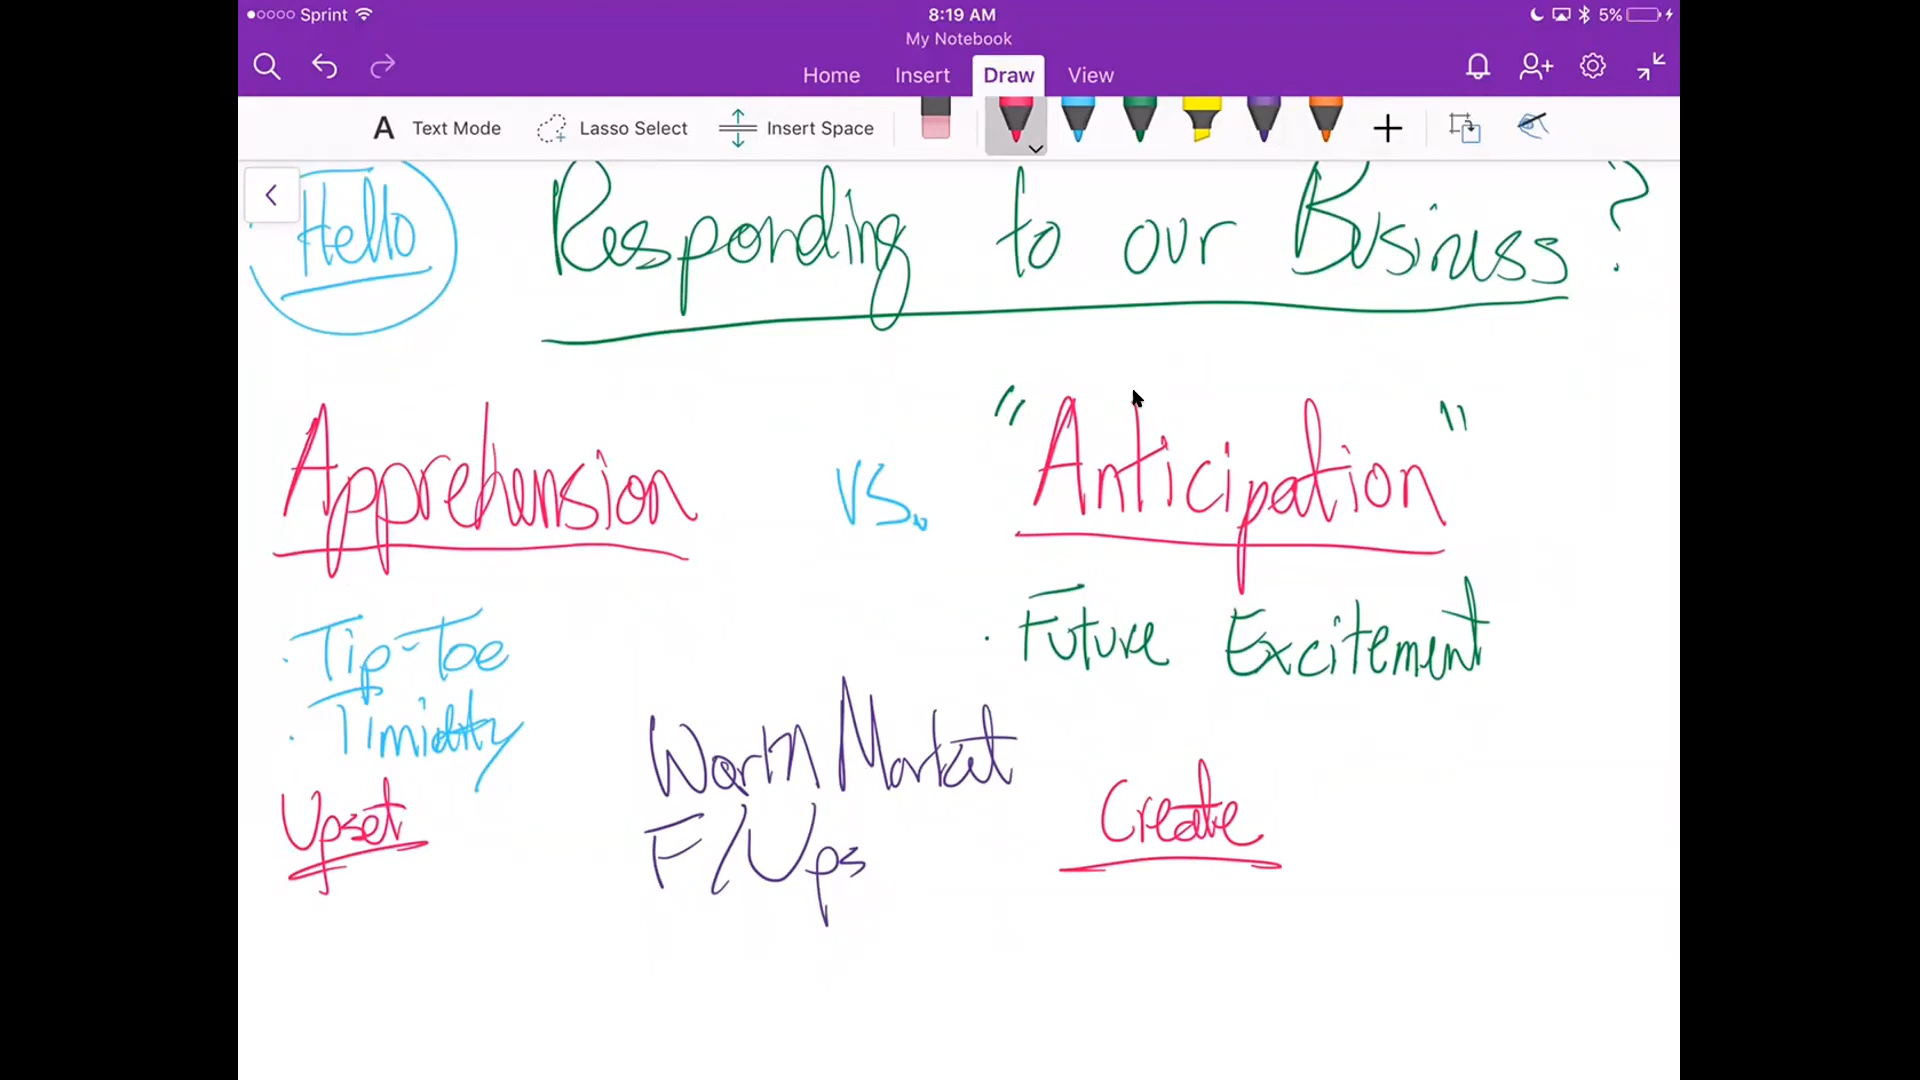 Sprint 8:19 AM 5%
My Notebook
Home Insert Draw View
A Text Mode Lasso Select Insert Space
Hello
Responding to our Business?
Apprehension vs. "Anticipation"
· Tip-Toe
· Timidity
Upset
· Future Excitement
Warm Market
F/Ups
Create